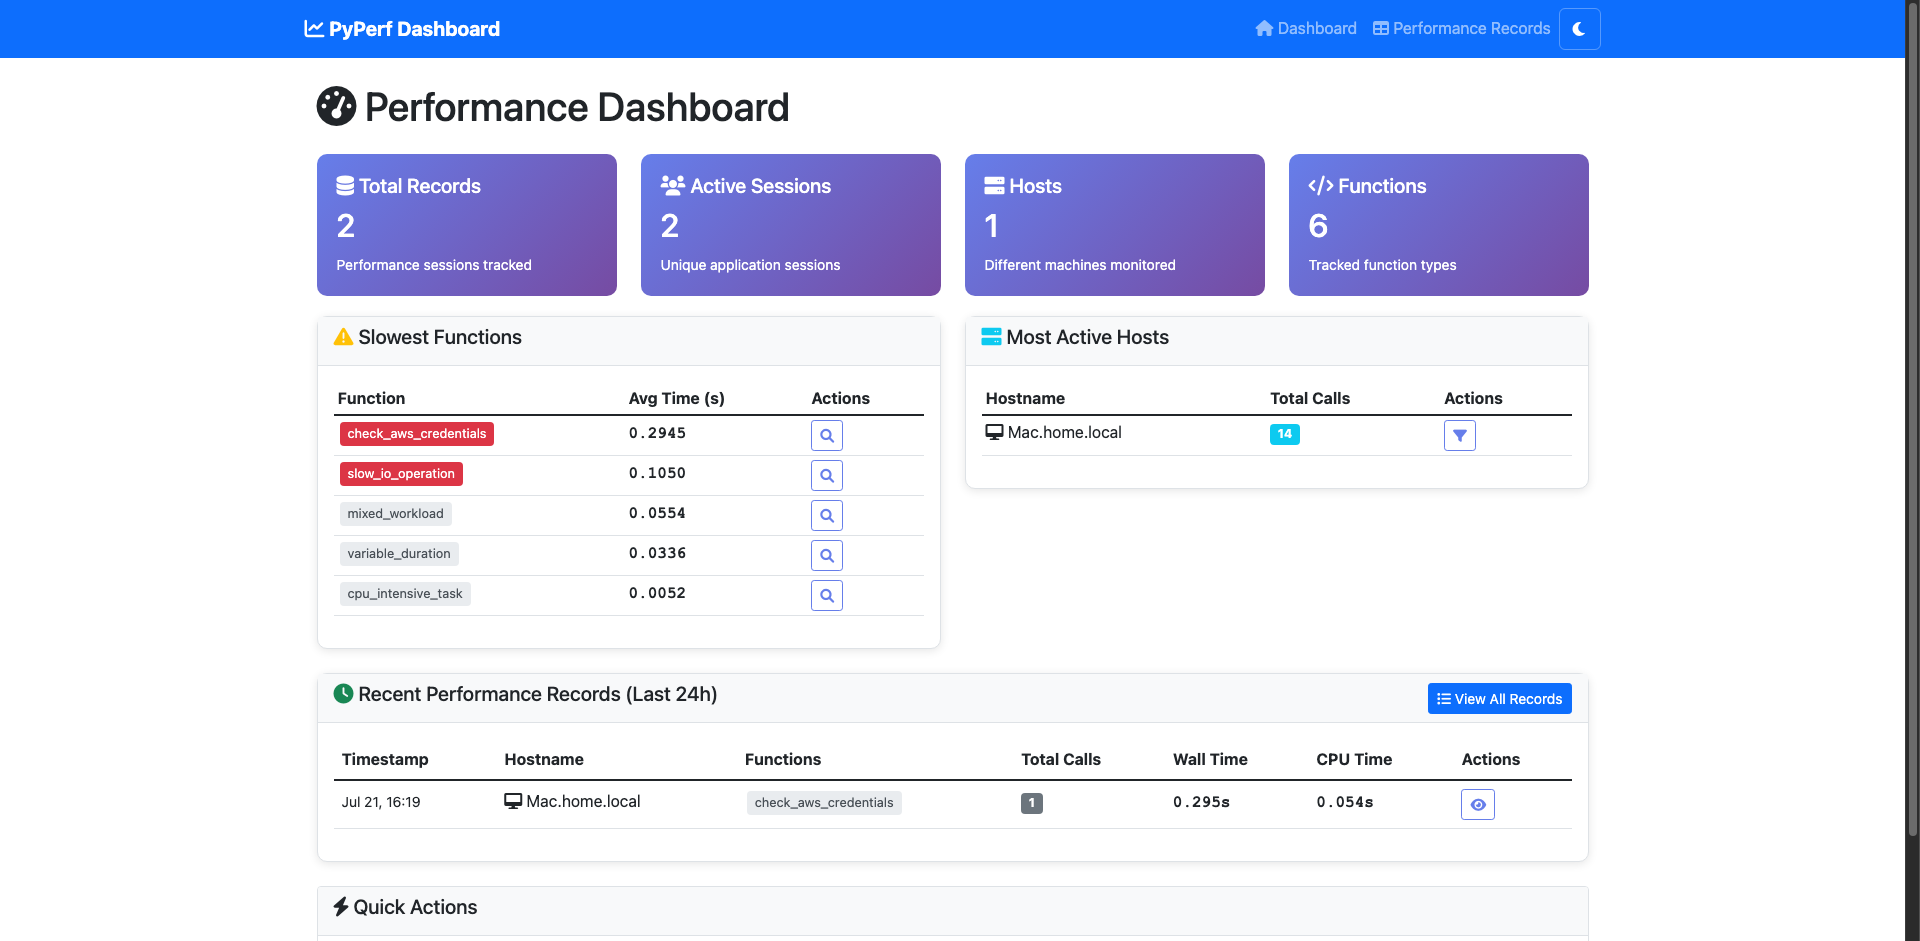 PyPerf Dashboard
Dashboard
Performance Records
Performance Dashboard
Total Records
2
Performance sessions tracked
Active Sessions
2
Unique application sessions
Hosts
1
Different machines monitored
Functions
6
Tracked function types
Slowest Functions
Function Avg Time (s) Actions
check_aws_credentials 0.2945
slow_io_operation 0.1050
mixed_workload 0.0554
variable_duration 0.0336
cpu_intensive_task 0.0052
Most Active Hosts
Hostname Total Calls Actions
Mac.home.local 14
Recent Performance Records (Last 24h)
View All Records
Timestamp Hostname Functions Total Calls Wall Time CPU Time Actions
Jul 21, 16:19 Mac.home.local check_aws_credentials 1 0.295s 0.054s
Quick Actions